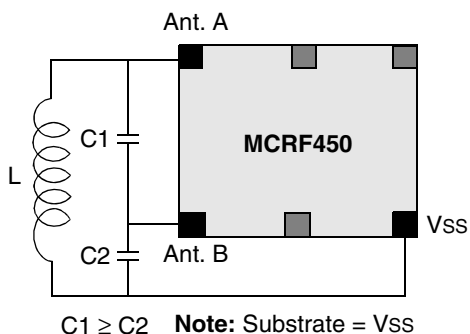 Ant. A
C1
MCRF450
L
VSS
C2
Ant. B
C1 ≥ C2 Note: Substrate = VSS